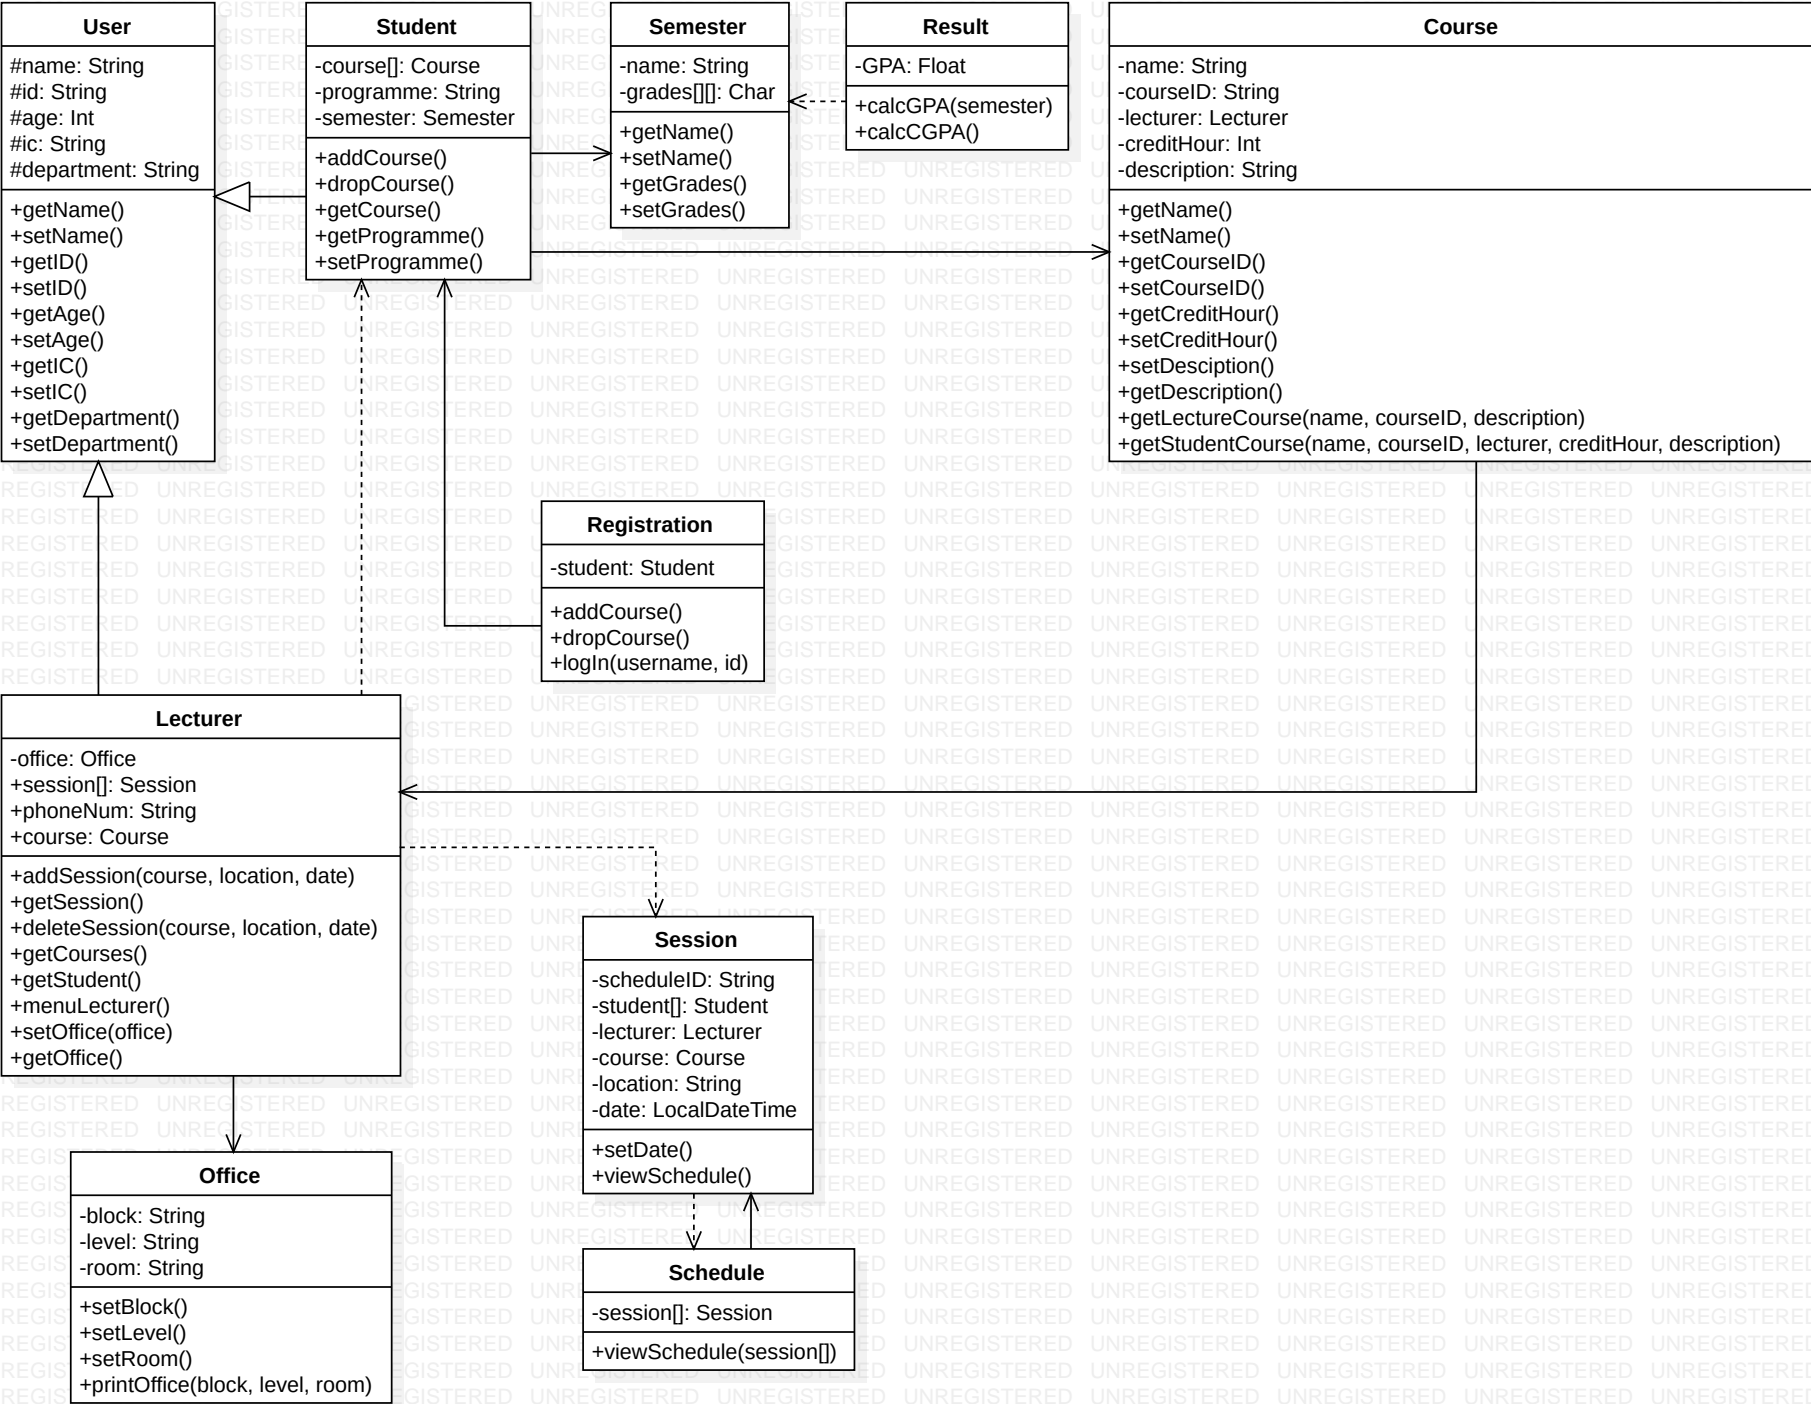 User
#name: String
#id: String
#age: Int
#ic: String
#department: String
+getName()
+setName()
+getID()
+setID()
+getAge()
+setAge()
+getIC()
+setIC()
+getDepartment()
+setDepartment()
Student
-course[]: Course
-programme: String
-semester: Semester
+addCourse()
+dropCourse()
+getCourse()
+getProgramme()
+setProgramme()
Semester
-name: String
-grades[][]: Char
+getName()
+setName()
+getGrades()
+setGrades()
Result
-GPA: Float
+calcGPA(semester)
+calcCGPA()
Course
-name: String
-courseID: String
-lecturer: Lecturer
-creditHour: Int
-description: String
+getName()
+setName()
+getCourseID()
+setCourseID()
+getCreditHour()
+setCreditHour()
+setDesciption()
+getDescription()
+getLectureCourse(name, courseID, description)
+getStudentCourse(name, courseID, lecturer, creditHour, description)
Registration
-student: Student
+addCourse()
+dropCourse()
+logIn(username, id)
Lecturer
-office: Office
+session[]: Session
+phoneNum: String
+course: Course
+addSession(course, location, date)
+getSession()
+deleteSession(course, location, date)
+getCourses()
+getStudent()
+menuLecturer()
+setOffice(office)
+getOffice()
Session
-scheduleID: String
-student[]: Student
-lecturer: Lecturer
-course: Course
-location: String
-date: LocalDateTime
+setDate()
+viewSchedule()
Office
-block: String
-level: String
-room: String
+setBlock()
+setLevel()
+setRoom()
+printOffice(block, level, room)
Schedule
-session[]: Session
+viewSchedule(session[])
UNREGISTERED